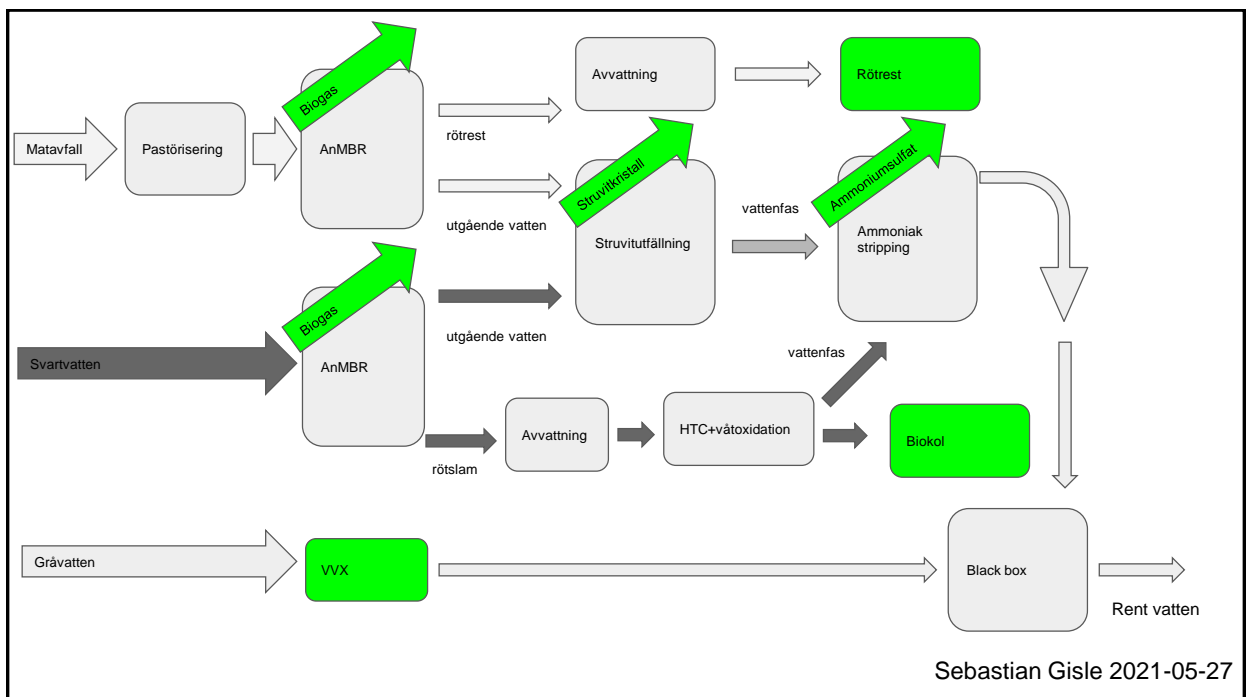 Biogas
Avvattning
Rötrest
Matavfall
Pastörisering
AnMBR
rötrest
Struvitkristall
Ammoniumsulfat
utgående vatten
vattenfas
Struvitutfällning
Ammoniak
stripping
Biogas
utgående vatten
Svartvatten
AnMBR
vattenfas
Avvattning
HTC+våtoxidation
Biokol
rötslam
Gråvatten
VVX
Black box
Rent vatten
Sebastian Gisle 2021-05-27